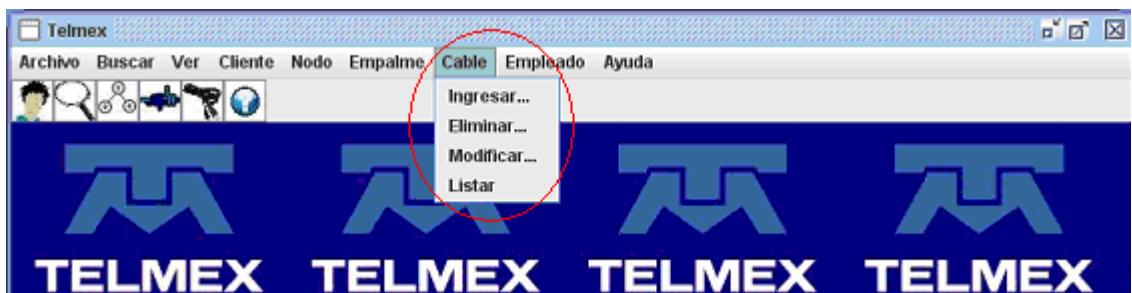 Telmex
Archivo Buscar Ver Cliente Nodo Empalme Cable Empleado Ayuda
Ingresar...
Eliminar...
Modificar...
Listar
TELMEX TELMEX TELMEX TELMEX